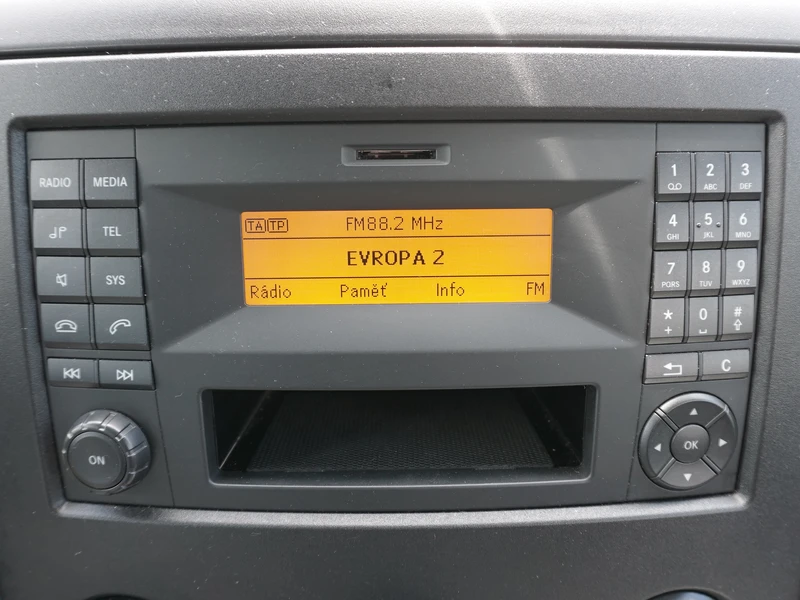 RADIO MEDIA
TEL
SYS
ON
TA TP FM88.2 MHz
EVROPA 2
Rádio Paměť Info FM
1 2 ABC 3 DEF
4 GHI 5 JKL 6 MNO
7 PQRS 8 TUV 9 WXYZ
* + 0 #
C
OK